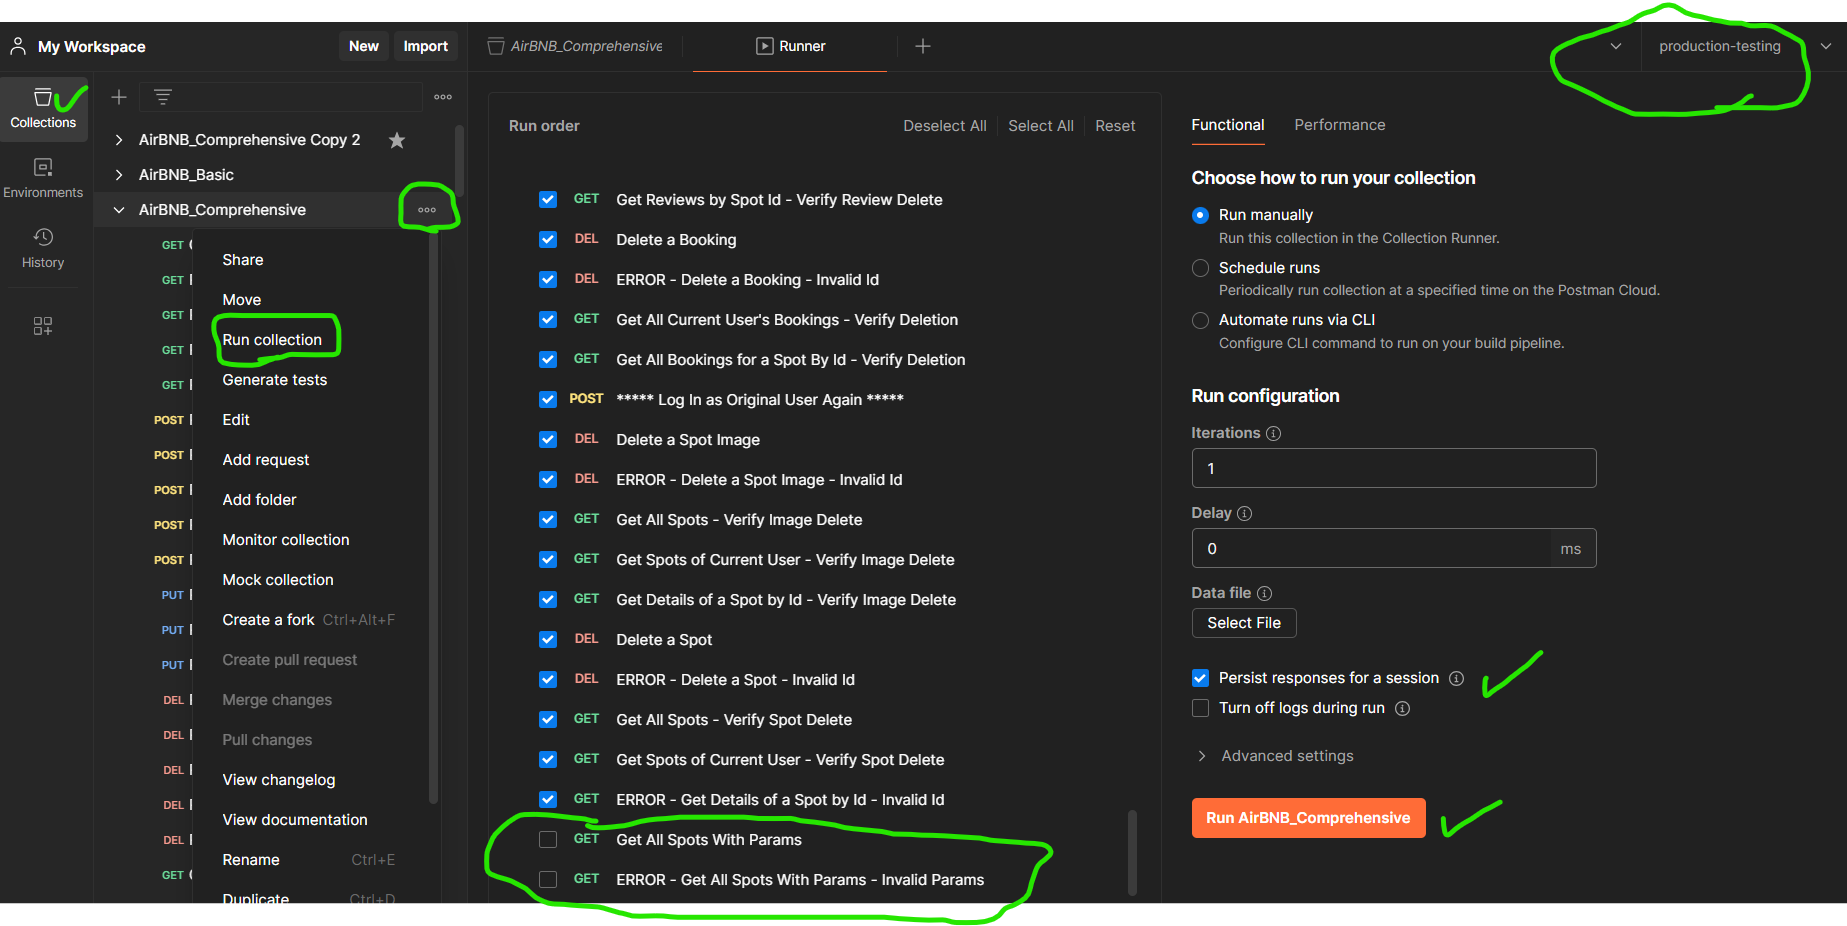 My Workspace
New
Import
AirBNB_Comprehensive
Runner
production-testing
Collections
Environments
History
AirBNB_Comprehensive Copy 2
AirBNB_Basic
AirBNB_Comprehensive
GET
GET
GET
GET
GET
POST
POST
POST
POST
POST
PUT
PUT
PUT
DEL
DEL
DEL
DEL
DEL
GET
Share
Move
Run collection
Generate tests
Edit
Add request
Add folder
Monitor collection
Mock collection
Create a fork Ctrl+Alt+F
Create pull request
Merge changes
Pull changes
View changelog
View documentation
Rename Ctrl+E
Duplicate Ctrl+D
Run order
Deselect All
Select All
Reset
GET Get Reviews by Spot Id - Verify Review Delete
DEL Delete a Booking
DEL ERROR - Delete a Booking - Invalid Id
GET Get All Current User's Bookings - Verify Deletion
GET Get All Bookings for a Spot By Id - Verify Deletion
POST ***** Log In as Original User Again *****
DEL Delete a Spot Image
DEL ERROR - Delete a Spot Image - Invalid Id
GET Get All Spots - Verify Image Delete
GET Get Spots of Current User - Verify Image Delete
GET Get Details of a Spot by Id - Verify Image Delete
DEL Delete a Spot
DEL ERROR - Delete a Spot - Invalid Id
GET Get All Spots - Verify Spot Delete
GET Get Spots of Current User - Verify Spot Delete
GET ERROR - Get Details of a Spot by Id - Invalid Id
GET Get All Spots With Params
GET ERROR - Get All Spots With Params - Invalid Params
Functional
Performance
Choose how to run your collection
Run manually
Run this collection in the Collection Runner.
Schedule runs
Periodically run collection at a specified time on the Postman Cloud.
Automate runs via CLI
Configure CLI command to run on your build pipeline.
Run configuration
Iterations
1
Delay
0 ms
Data file
Select File
Persist responses for a session
Turn off logs during run
Advanced settings
Run AirBNB_Comprehensive